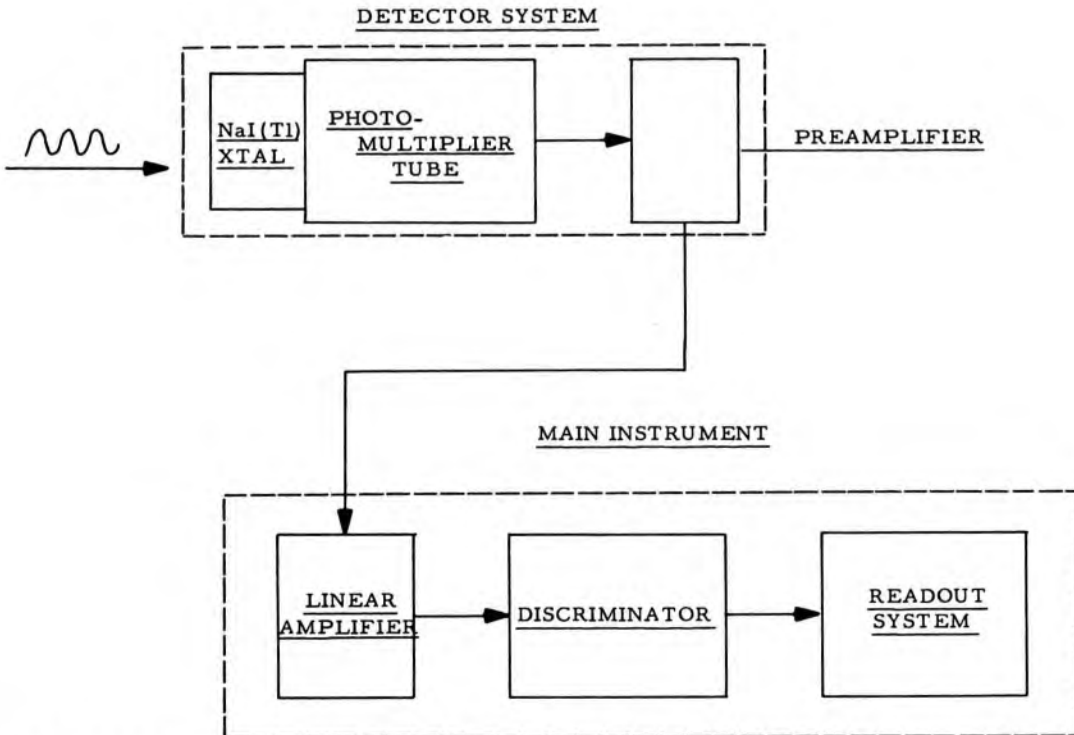 DETECTOR SYSTEM
NaI(Tl)
XTAL
PHOTO-
MULTIPLIER
TUBE
PREAMPLIFIER
MAIN INSTRUMENT
LINEAR
AMPLIFIER
DISCRIMINATOR
READOUT
SYSTEM